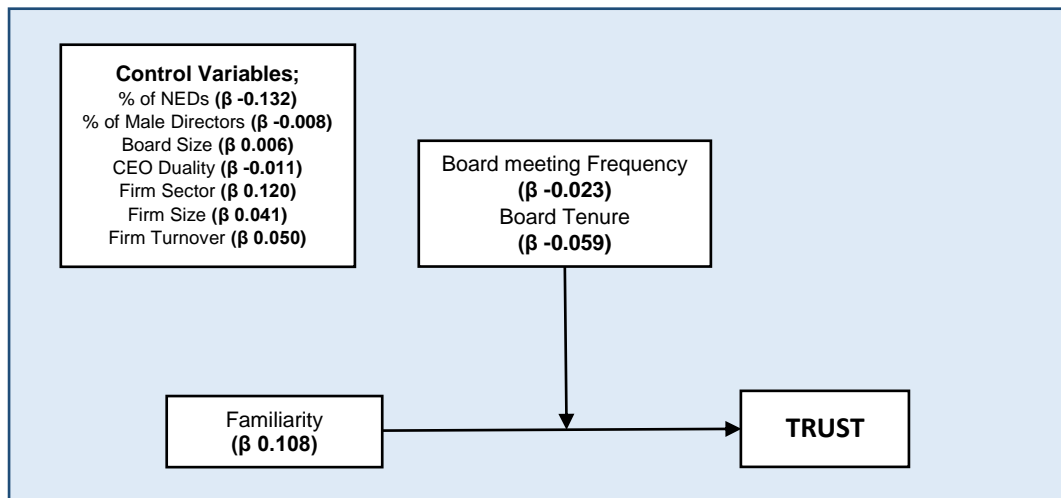 Control Variables;
% of NEDs (β -0.132)
% of Male Directors (β -0.008)
Board Size (β 0.006)
CEO Duality (β -0.011)
Firm Sector (β 0.120)
Firm Size (β 0.041)
Firm Turnover (β 0.050)
Board meeting Frequency
(β -0.023)
Board Tenure
(β -0.059)
Familiarity
(β 0.108)
TRUST